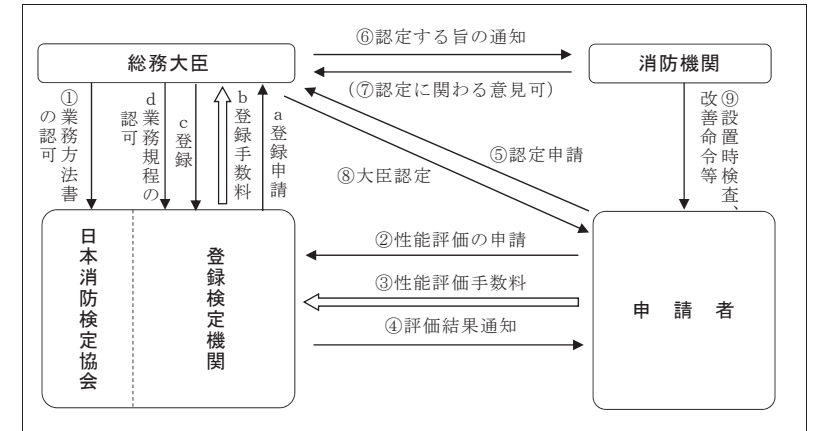 ⑥認定する旨の通知
総務大臣
消防機関
(⑦認定に関わる意見可)
①業務方法書
の認可
d業務規程の
認可
c登録
b登録手数料
a登録申請
⑤認定申請
⑧大臣認定
⑨設置時検査、
改善命令等
②性能評価の申請
③性能評価手数料
④評価結果通知
日本消防検定協会
登録検定機関
申請者